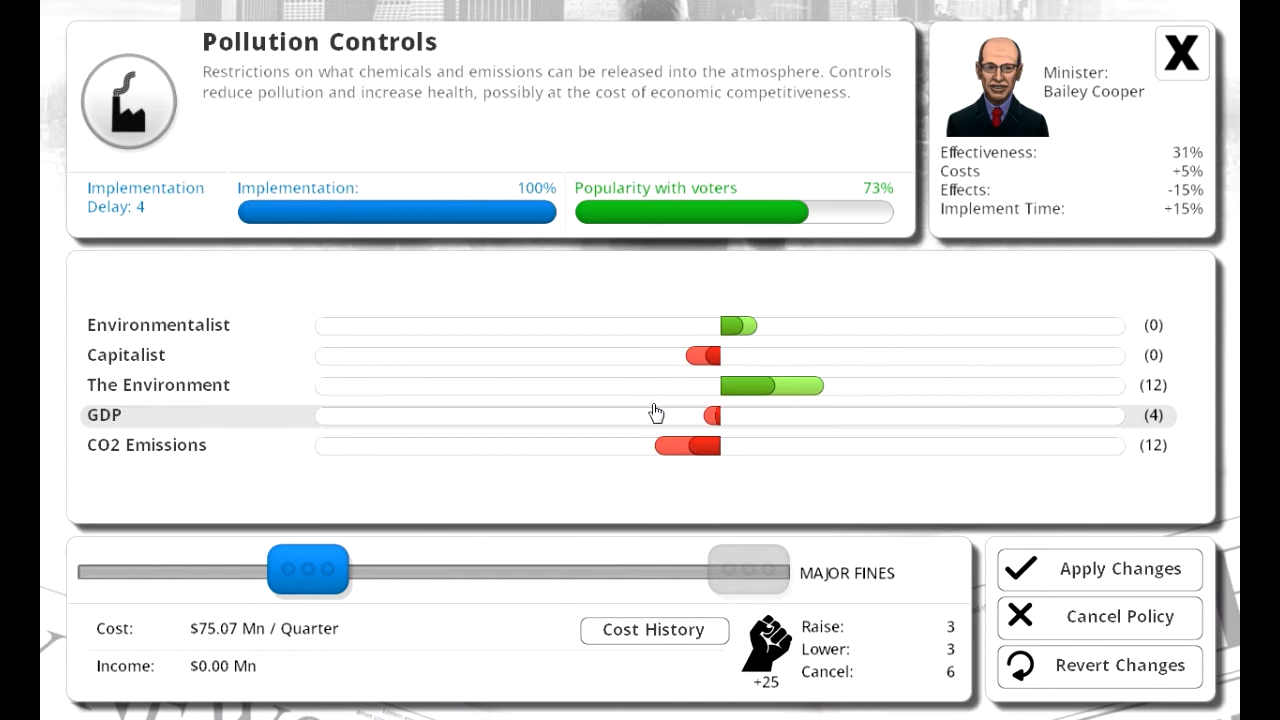 Pollution Controls
Restrictions on what chemicals and emissions can be released into the atmosphere. Controls
reduce pollution and increase health, possibly at the cost of economic competitiveness.
Implementation
Delay: 4
Implementation: 100%
Popularity with voters 73%
X
Minister:
Bailey Cooper
Effectiveness: 31%
Costs +5%
Effects: -15%
Implement Time: +15%
Environmentalist (0)
Capitalist (0)
The Environment (12)
GDP (4)
CO2 Emissions (12)
MAJOR FINES
Cost: $75.07 Mn / Quarter
Income: $0.00 Mn
Cost History
+25
Raise: 3
Lower: 3
Cancel: 6
Apply Changes
Cancel Policy
Revert Changes